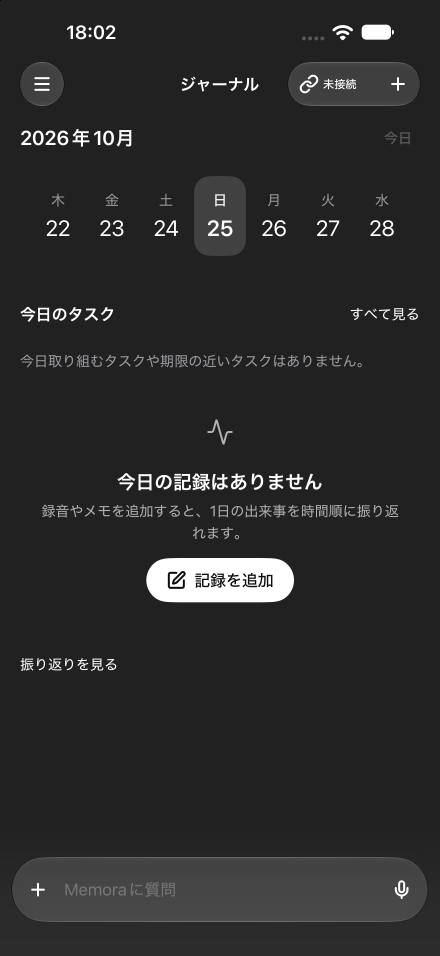 18:02
ジャーナル
未接続
2026年10月
今日
木 金 土 日 月 火 水
22 23 24 25 26 27 28
今日のタスク
すべて見る
今日取り組むタスクや期限の近いタスクはありません。
今日の記録はありません
録音やメモを追加すると、1日の出来事を時間順に振り返
れます。
記録を追加
振り返りを見る
Memoraに質問